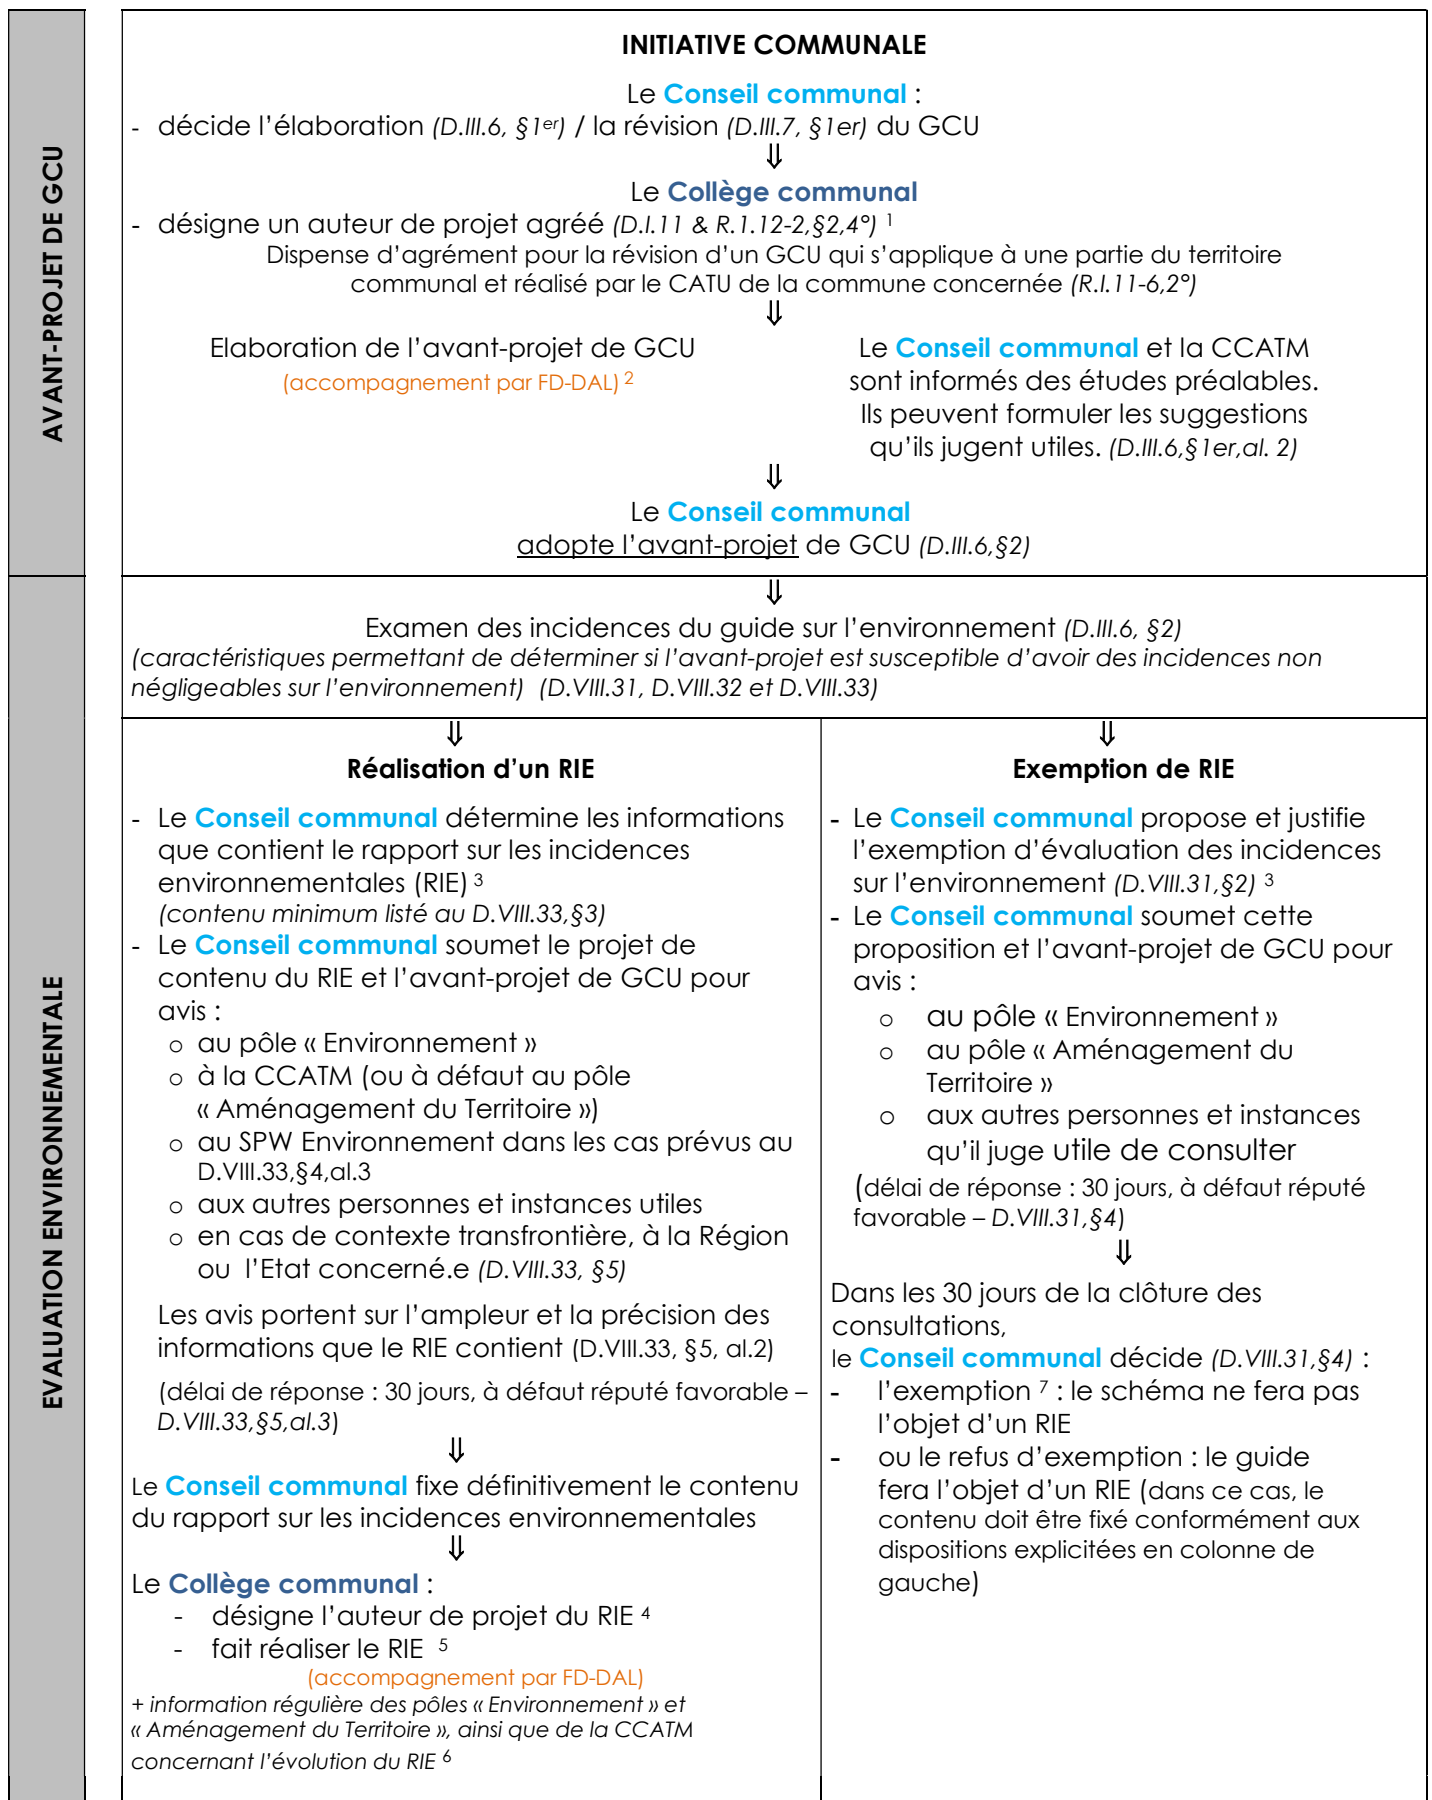 AVANT-PROJET DE GCU
INITIATIVE COMMUNALE
Le Conseil communal :
- décide l’élaboration (D.III.6, §1er) / la révision (D.III.7, §1er) du GCU
⇓
Le Collège communal
- désigne un auteur de projet agréé (D.I.11 & R.1.12-2,§2,4°) 1
Dispense d’agrément pour la révision d’un GCU qui s’applique à une partie du territoire
communal et réalisé par le CATU de la commune concernée (R.I.11-6,2°)
⇓
Elaboration de l’avant-projet de GCU
(accompagnement par FD-DAL) 2
Le Conseil communal et la CCATM
sont informés des études préalables.
Ils peuvent formuler les suggestions
qu’ils jugent utiles. (D.III.6,§1er,al. 2)
⇓
Le Conseil communal
adopte l’avant-projet de GCU (D.III.6,§2)
EVALUATION ENVIRONNEMENTALE
⇓
Examen des incidences du guide sur l’environnement (D.III.6, §2)
(caractéristiques permettant de déterminer si l’avant-projet est susceptible d’avoir des incidences non
négligeables sur l’environnement) (D.VIII.31, D.VIII.32 et D.VIII.33)
⇓
Réalisation d’un RIE
- Le Conseil communal détermine les informations
que contient le rapport sur les incidences
environnementales (RIE) 3
(contenu minimum listé au D.VIII.33,§3)
- Le Conseil communal soumet le projet de
contenu du RIE et l’avant-projet de GCU pour
avis :
o au pôle « Environnement »
o à la CCATM (ou à défaut au pôle
« Aménagement du Territoire »)
o au SPW Environnement dans les cas prévus au
D.VIII.33,§4,al.3
o aux autres personnes et instances utiles
o en cas de contexte transfrontière, à la Région
ou l’Etat concerné.e (D.VIII.33, §5)
Les avis portent sur l’ampleur et la précision des
informations que le RIE contient (D.VIII.33, §5, al.2)
(délai de réponse : 30 jours, à défaut réputé favorable –
D.VIII.33,§5,al.3)
⇓
Le Conseil communal fixe définitivement le contenu
du rapport sur les incidences environnementales
⇓
Le Collège communal :
- désigne l’auteur de projet du RIE 4
- fait réaliser le RIE 5
(accompagnement par FD-DAL)
+ information régulière des pôles « Environnement » et
« Aménagement du Territoire », ainsi que de la CCATM
concernant l’évolution du RIE 6
⇓
Exemption de RIE
- Le Conseil communal propose et justifie
l’exemption d’évaluation des incidences
sur l’environnement (D.VIII.31,§2) 3
- Le Conseil communal soumet cette
proposition et l’avant-projet de GCU pour
avis :
o au pôle « Environnement »
o au pôle « Aménagement du
Territoire »
o aux autres personnes et instances
qu’il juge utile de consulter
(délai de réponse : 30 jours, à défaut réputé
favorable – D.VIII.31,§4)
⇓
Dans les 30 jours de la clôture des
consultations,
le Conseil communal décide (D.VIII.31,§4) :
- l’exemption 7 : le schéma ne fera pas
l’objet d’un RIE
- ou le refus d’exemption : le guide
fera l’objet d’un RIE (dans ce cas, le
contenu doit être fixé conformément aux
dispositions explicitées en colonne de
gauche)